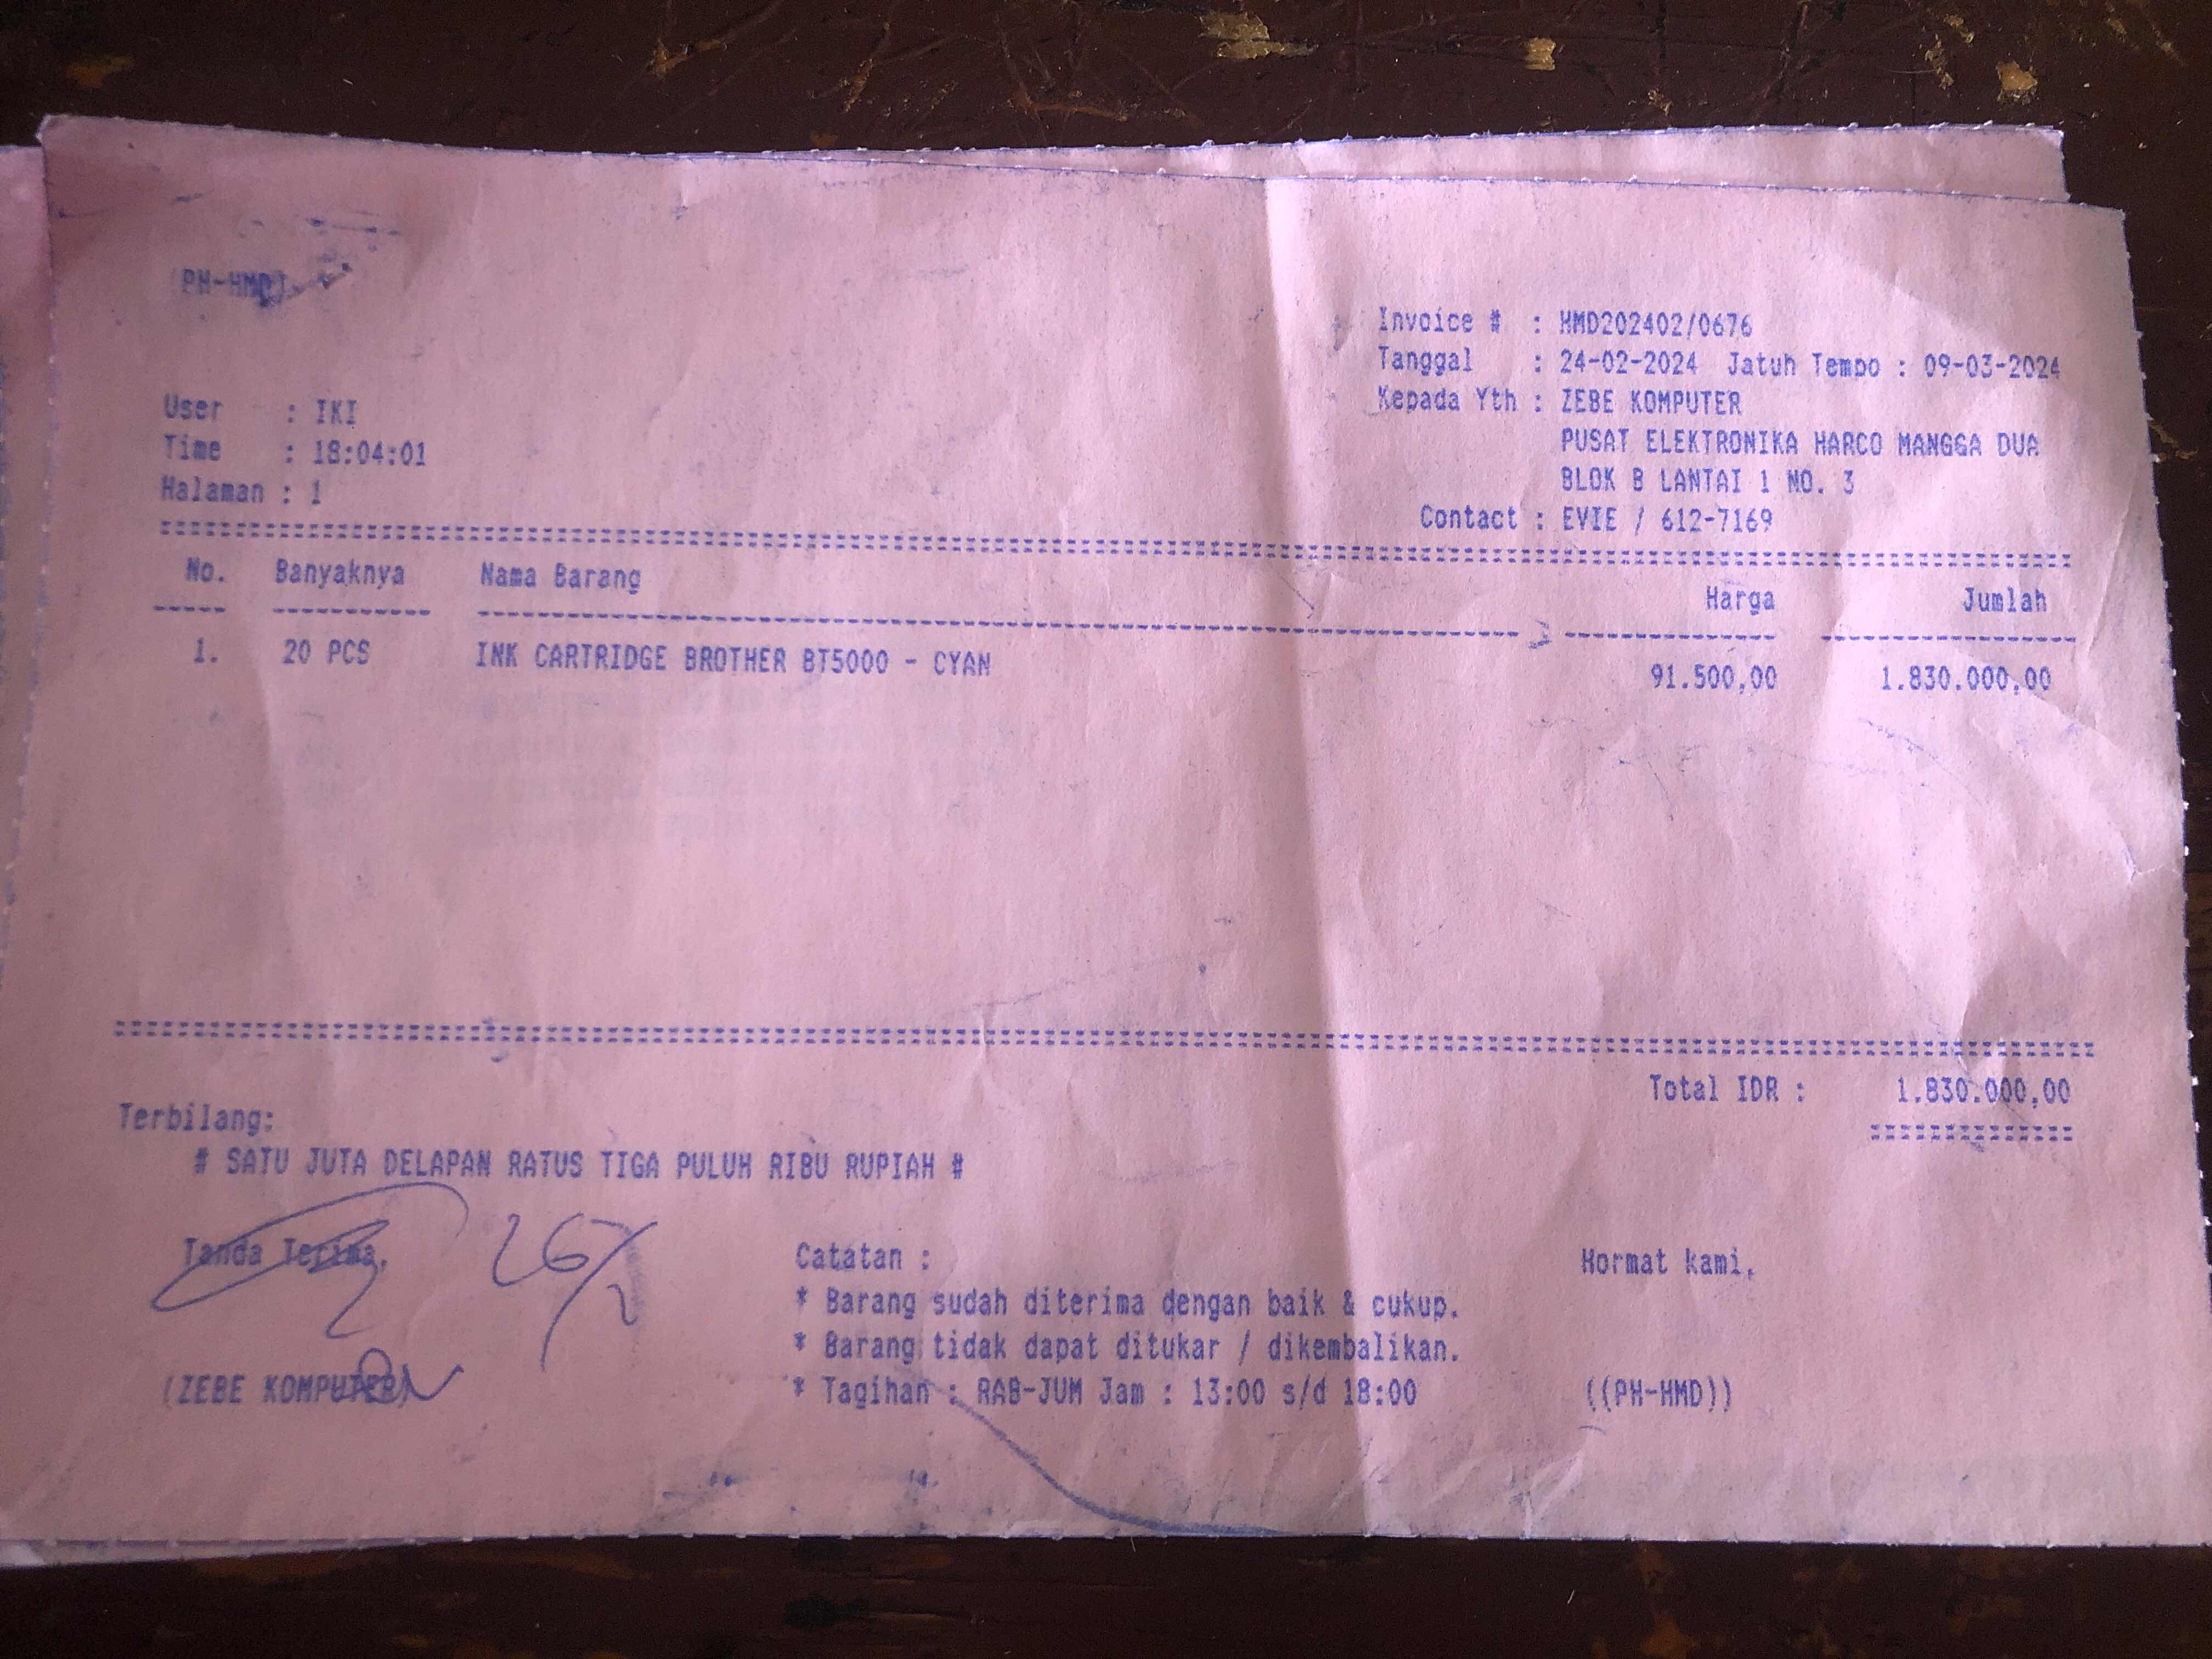 (PH-HMD)
Invoice # : HMD202402/0676
Tanggal : 24-02-2024 Jatuh Tempo : 09-03-2024
Kepada Yth : ZEBE KOMPUTER
PUSAT ELEKTRONIKA HARCO MANGGA DUA
BLOK B LANTAI 1 NO. 3
Contact : EVIE / 612-7169
User : IKI
Time : 18:04:01
Halaman : 1
No. Banyaknya Nama Barang Harga Jumlah
1. 20 PCS INK CARTRIDGE BROTHER BT5000 - CYAN 91.500,00 1.830.000,00
Total IDR : 1.830.000,00
Terbilang:
# SATU JUTA DELAPAN RATUS TIGA PULUH RIBU RUPIAH #
Tanda Terima, 26/2
Catatan :
Hormat kami,
* Barang sudah diterima dengan baik & cukup.
* Barang tidak dapat ditukar / dikembalikan.
* Tagihan : RAB-JUM Jam : 13:00 s/d 18:00
(ZEBE KOMPUTER)
((PH-HMD))